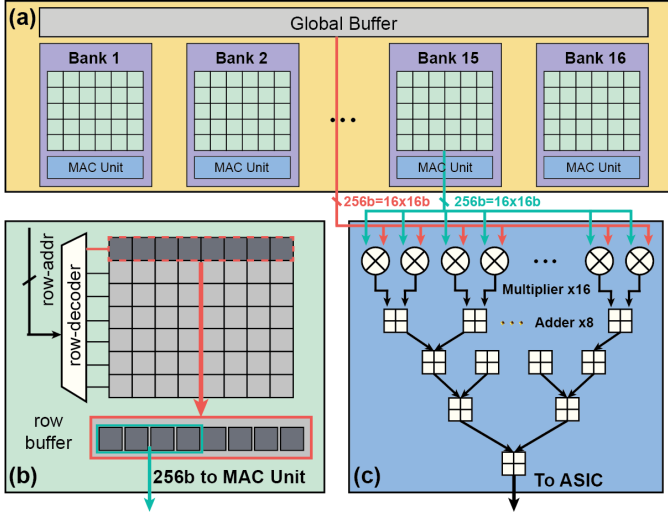 (a)
Global Buffer
Bank 1
Bank 2
Bank 15
Bank 16
MAC Unit
MAC Unit
MAC Unit
MAC Unit
256b=16x16b
256b=16x16b
row-addr
row-decoder
row
buffer
(b)
256b to MAC Unit
Multiplier x16
Adder x8
(c)
To ASIC